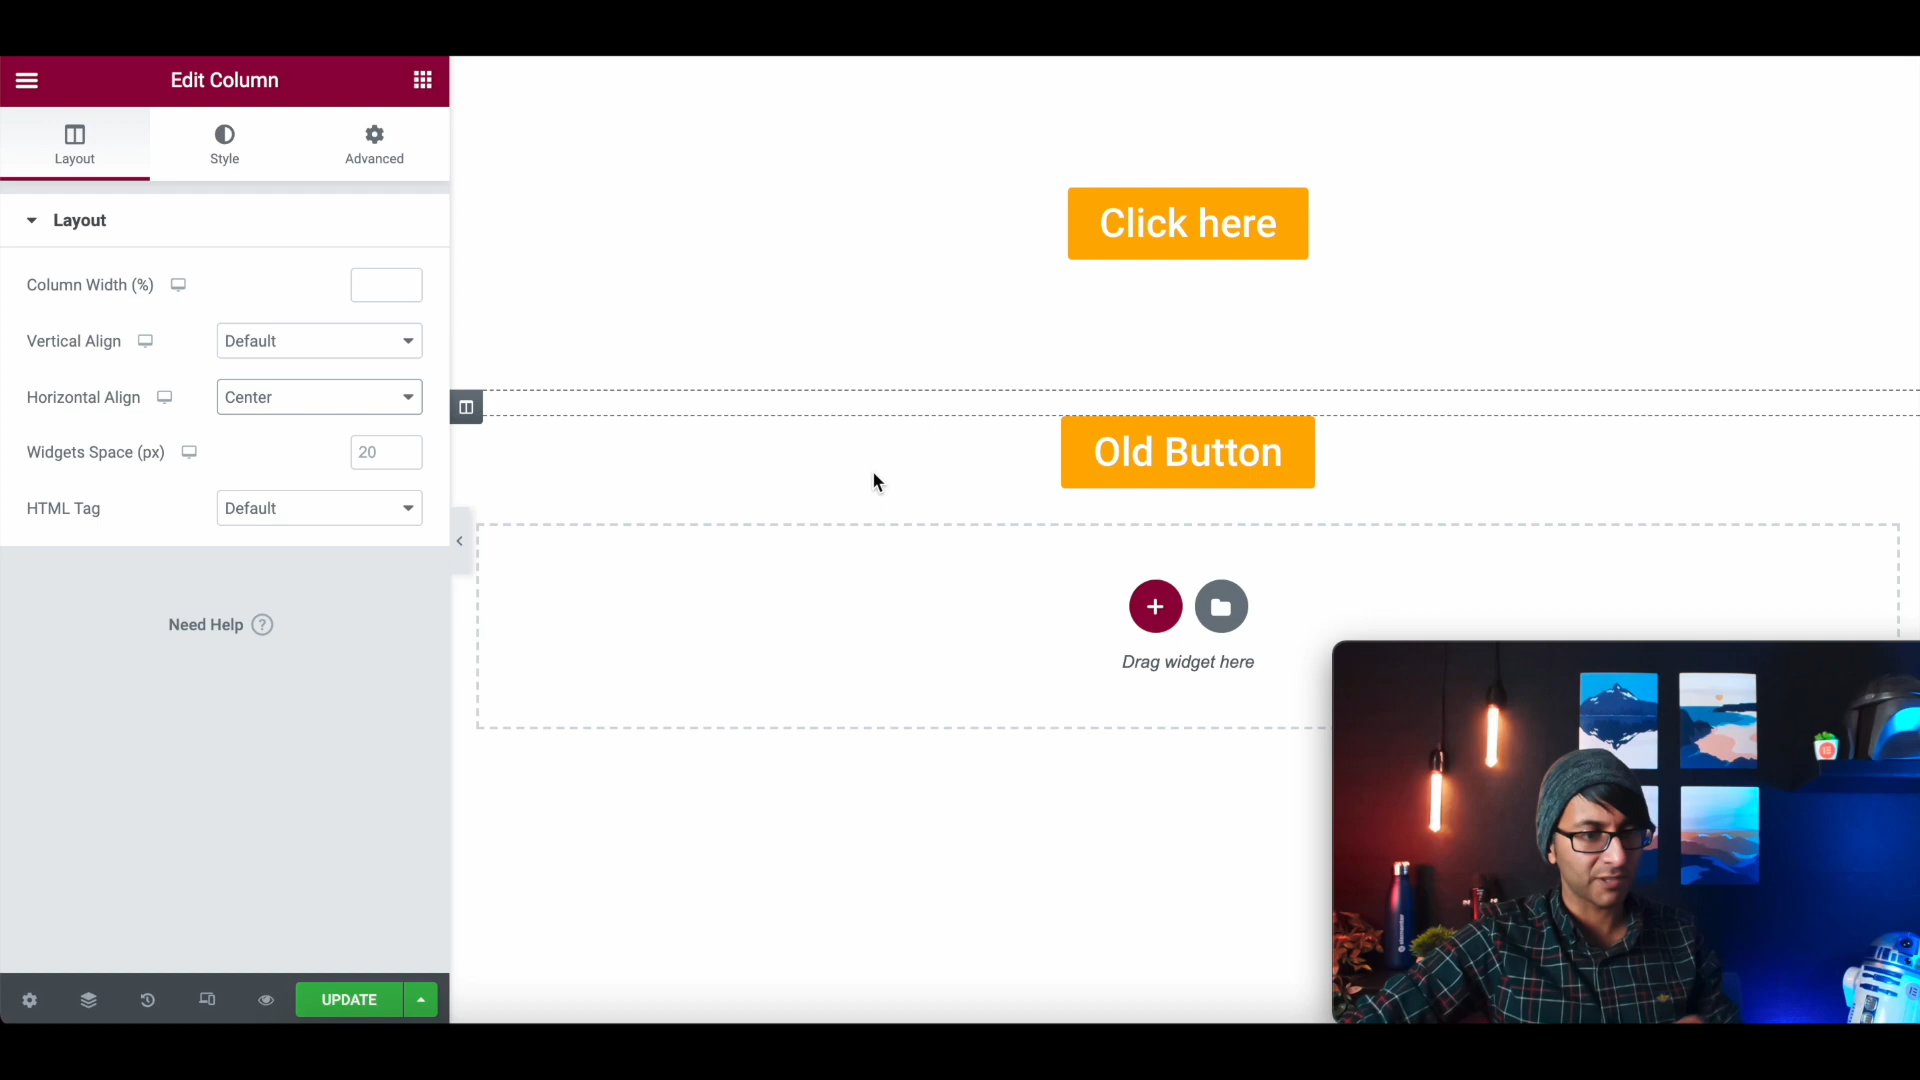 Edit Column
Layout
Style
Advanced
Layout
Column Width (%)
Vertical Align
Default
Horizontal Align
Center
Widgets Space (px)
20
HTML Tag
Default
Need Help ?
UPDATE
Click here
Old Button
Drag widget here
elementor